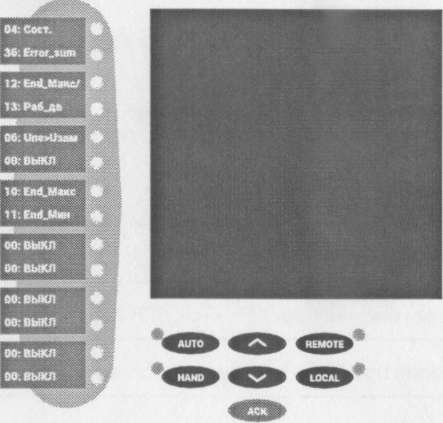 04: Сост.
36: Error_sum
12: End_Макс/
13: Раб_дв
06: Uпе>Uзам
00: ВЫКЛ
10: End_Макс
11: End_Мин
00: ВЫКЛ
00: ВЫКЛ
00: ВЫКЛ
00: ВЫКЛ
00: ВЫКЛ
00: ВЫКЛ
AUTO
REMOTE
HAND
LOCAL
ACK